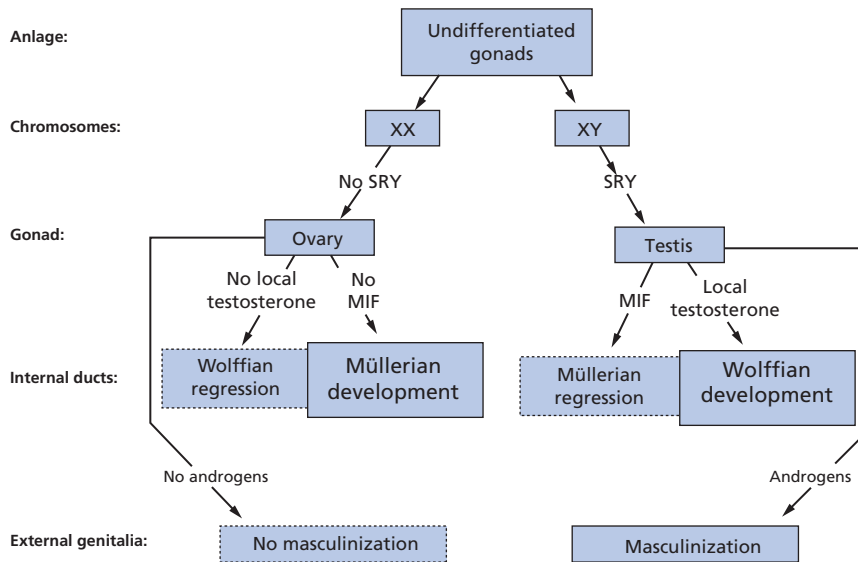 Anlage:
Undifferentiated
gonads
Chromosomes:
XX
XY
No SRY
SRY
Gonad:
Ovary
Testis
No local
testosterone
No
MIF
MIF
Local
testosterone
Internal ducts:
Wolffian
regression
Müllerian
development
Müllerian
regression
Wolffian
development
No androgens
Androgens
External genitalia:
No masculinization
Masculinization